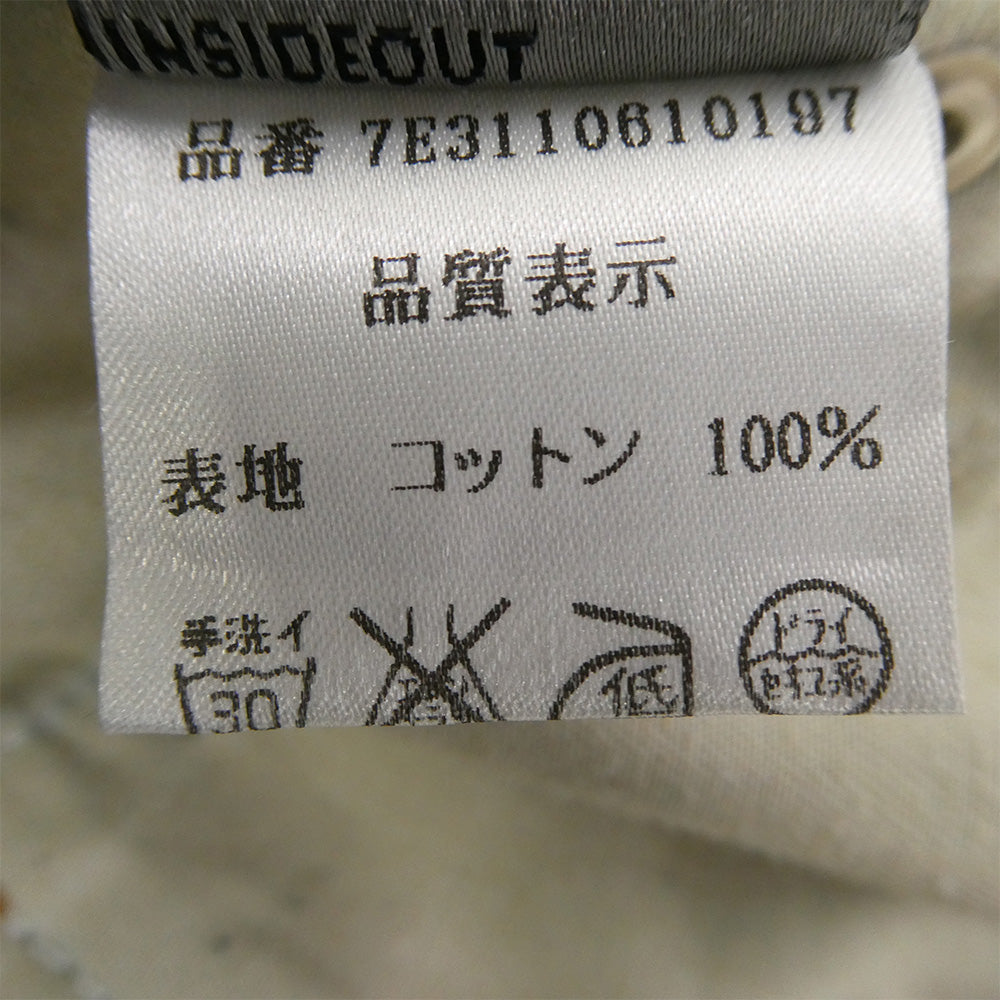 INSIDEOUT
品番 7E3110610197
品質表示
表地 コットン 100%
手洗イ
30
低
ドライ
セキユ系